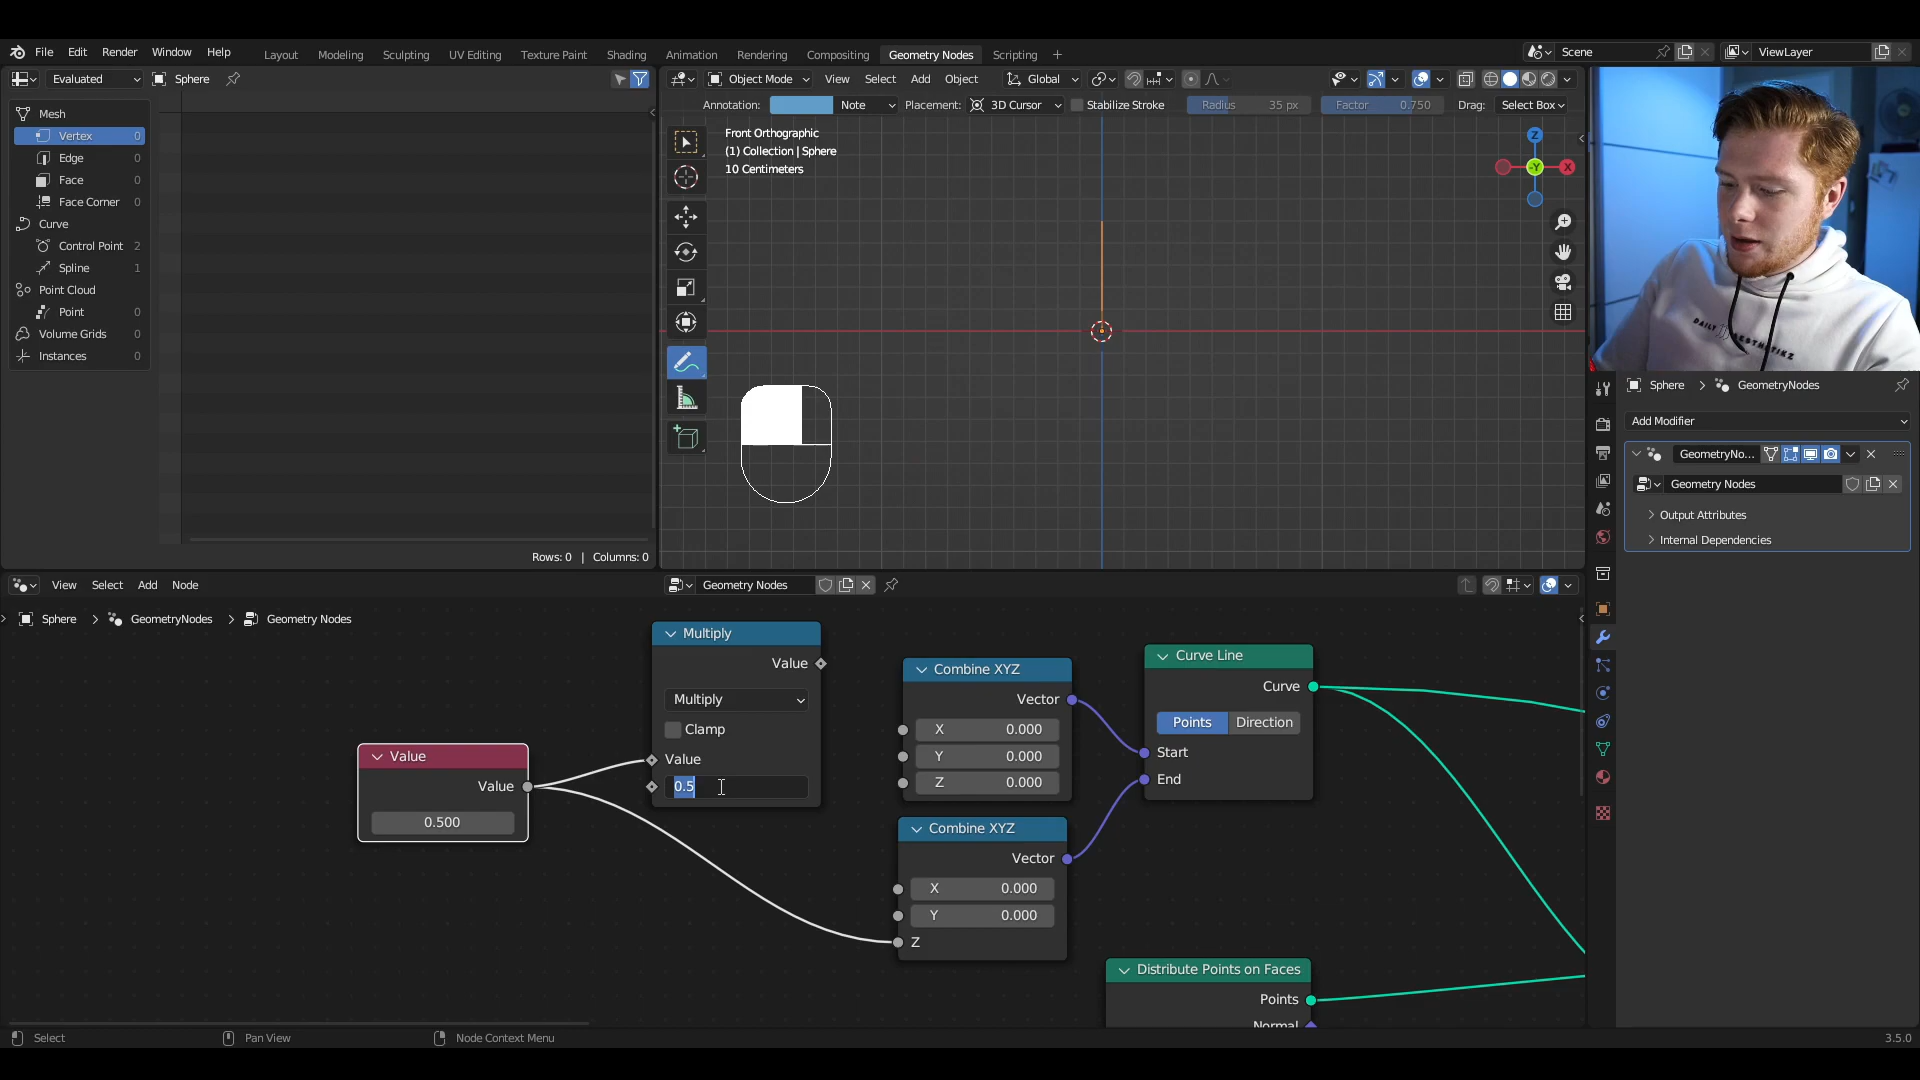 File Edit Render Window Help
Layout Modeling Sculpting UV Editing Texture Paint Shading Animation Rendering Compositing Geometry Nodes Scripting +
Scene
ViewLayer
Evaluated
Sphere
Object Mode View Select Add Object Global
Annotation: Note Placement: 3D Cursor Stabilize Stroke Radius 35 px Factor 0.750 Drag: Select Box
Mesh
Vertex 0
Edge 0
Face 0
Face Corner 0
Curve
Control Point 2
Spline 1
Point Cloud
Point 0
Volume Grids 0
Instances 0
Rows: 0 | Columns: 0
Front Orthographic
(1) Collection | Sphere
10 Centimeters
Z
-Y
X
DAILY AESTHETIKZ
Sphere > GeometryNodes
Add Modifier
GeometryNo...
Geometry Nodes
Output Attributes
Internal Dependencies
View Select Add Node
Geometry Nodes
Sphere > GeometryNodes > Geometry Nodes
Value
Value
0.500
Multiply
Value
Multiply
Clamp
Value
0.5
Combine XYZ
Vector
X 0.000
Y 0.000
Z 0.000
Combine XYZ
Vector
X 0.000
Y 0.000
Z
Curve Line
Curve
Points Direction
Start
End
Distribute Points on Faces
Points
Normal
Select
Pan View
Node Context Menu
3.5.0